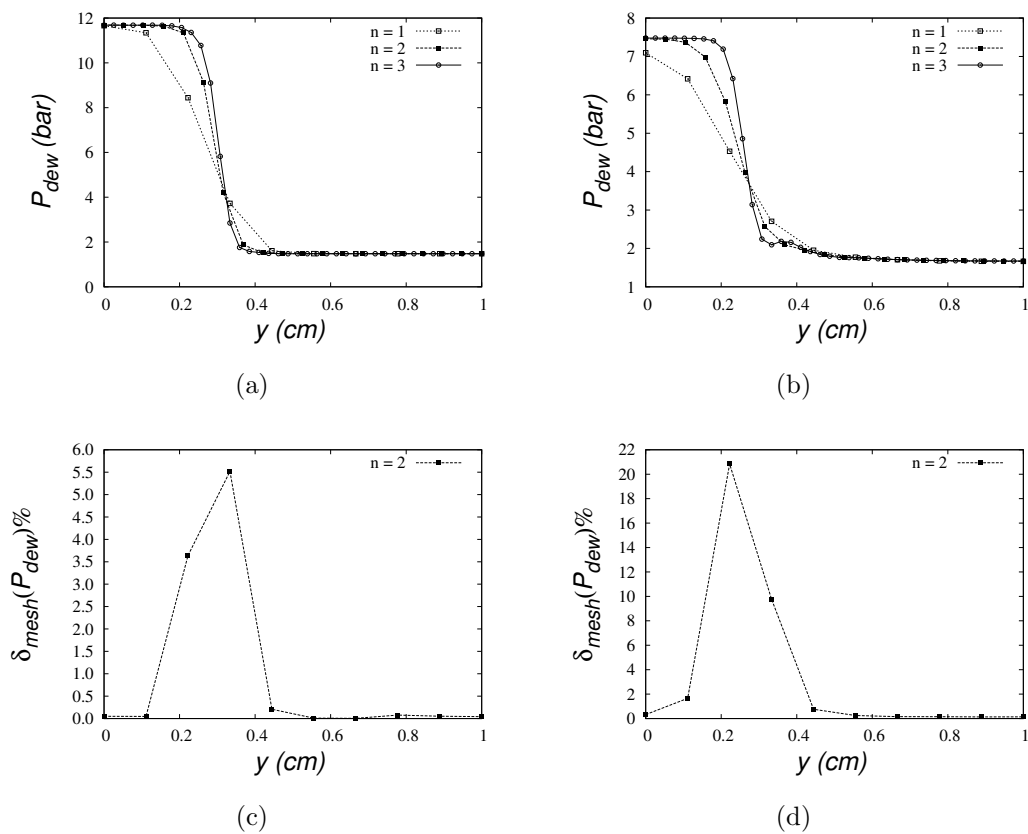 12
10
8
6
4
2
0
P_dew (bar)
n = 1
n = 2
n = 3
0 0.2 0.4 0.6 0.8 1
y (cm)
(a)
8
7
6
5
4
3
2
1
P_dew (bar)
n = 1
n = 2
n = 3
0 0.2 0.4 0.6 0.8 1
y (cm)
(b)
6.0
5.5
5.0
4.5
4.0
3.5
3.0
2.5
2.0
1.5
1.0
0.5
0.0
δ_mesh(P_dew)%
n = 2
0 0.2 0.4 0.6 0.8 1
y (cm)
(c)
22
20
18
16
14
12
10
8
6
4
2
0
δ_mesh(P_dew)%
n = 2
0 0.2 0.4 0.6 0.8 1
y (cm)
(d)